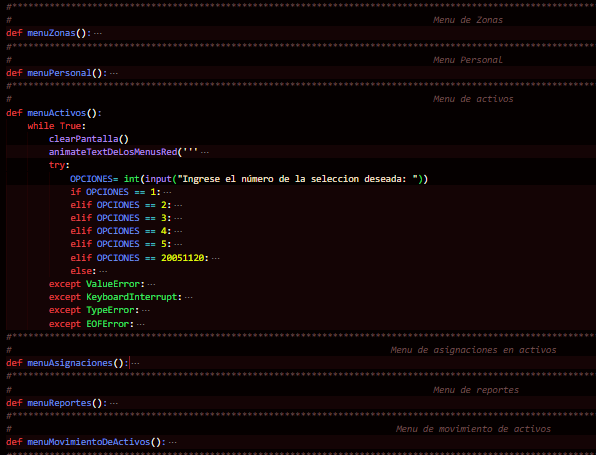 #**************************************************************************************************************
# Menu de Zonas
def menuZonas(): ···
#**************************************************************************************************************
# Menu Personal
def menuPersonal(): ···
#**************************************************************************************************************
# Menu de activos
def menuActivos():
while True:
clearPantalla()
animateTextDeLosMenusRed('''···
try:
OPCIONES= int(input("Ingrese el número de la seleccion deseada: "))
if OPCIONES == 1: ···
elif OPCIONES == 2: ···
elif OPCIONES == 3: ···
elif OPCIONES == 4: ···
elif OPCIONES == 5: ···
elif OPCIONES == 20051120: ···
else: ···
except ValueError: ···
except KeyboardInterrupt: ···
except TypeError: ···
except EOFError: ···
#**************************************************************************************************************
# Menu de asignaciones en activos
def menuAsignaciones(): ···
#**************************************************************************************************************
# Menu de reportes
def menuReportes(): ···
#**************************************************************************************************************
# Menu de movimiento de activos
def menuMovimientoDeActivos(): ···
#**************************************************************************************************************